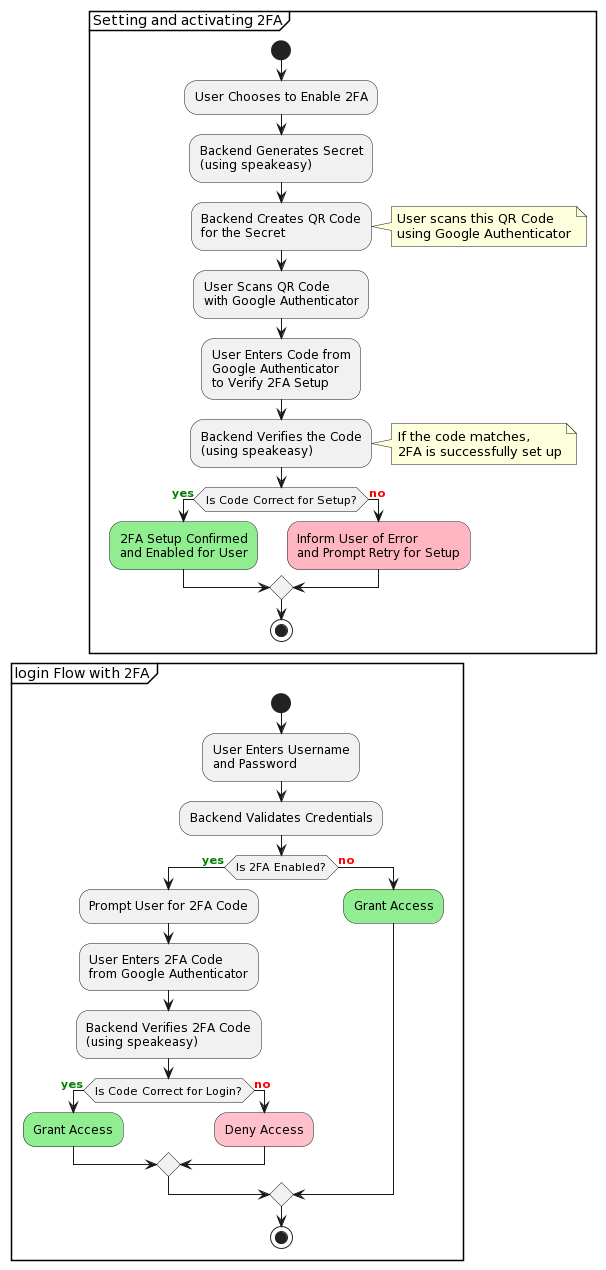 Setting and activating 2FA
User Chooses to Enable 2FA
Backend Generates Secret
(using speakeasy)
Backend Creates QR Code
for the Secret
User scans this QR Code
using Google Authenticator
User Scans QR Code
with Google Authenticator
User Enters Code from
Google Authenticator
to Verify 2FA Setup
Backend Verifies the Code
(using speakeasy)
If the code matches,
2FA is successfully set up
yes
Is Code Correct for Setup?
no
2FA Setup Confirmed
and Enabled for User
Inform User of Error
and Prompt Retry for Setup
login Flow with 2FA
User Enters Username
and Password
Backend Validates Credentials
yes
Is 2FA Enabled?
no
Prompt User for 2FA Code
Grant Access
User Enters 2FA Code
from Google Authenticator
Backend Verifies 2FA Code
(using speakeasy)
yes
Is Code Correct for Login?
no
Grant Access
Deny Access